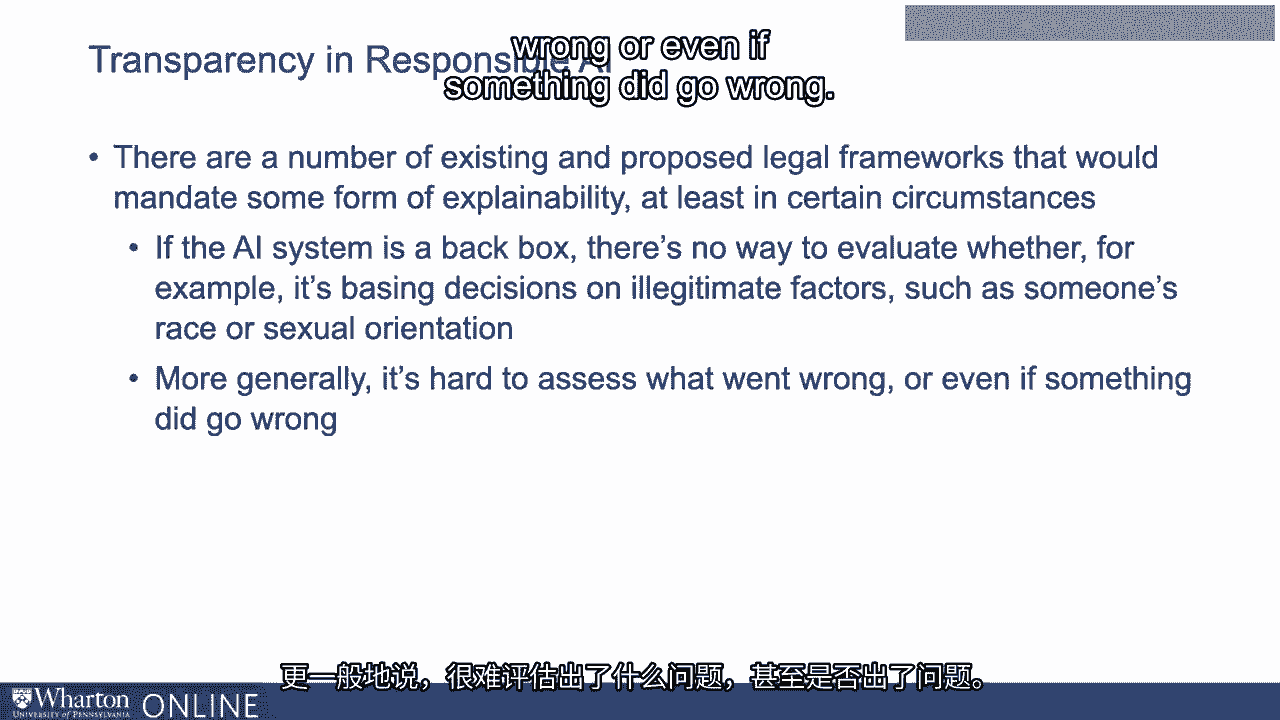 wrong or even if
something did go wrong.
Transparency in Responsible AI
• There are a number of existing and proposed legal frameworks that would
mandate some form of explainability, at least in certain circumstances
• If the AI system is a back box, there's no way to evaluate whether, for
example, it's basing decisions on illegitimate factors, such as someone's
race or sexual orientation
• More generally, it's hard to assess what went wrong, or even if something
did go wrong
更一般地说，很难评估出了什么问题，甚至是否出了问题。
Wharton
UNIVERSITY of PENNSYLVANIA
ONLINE